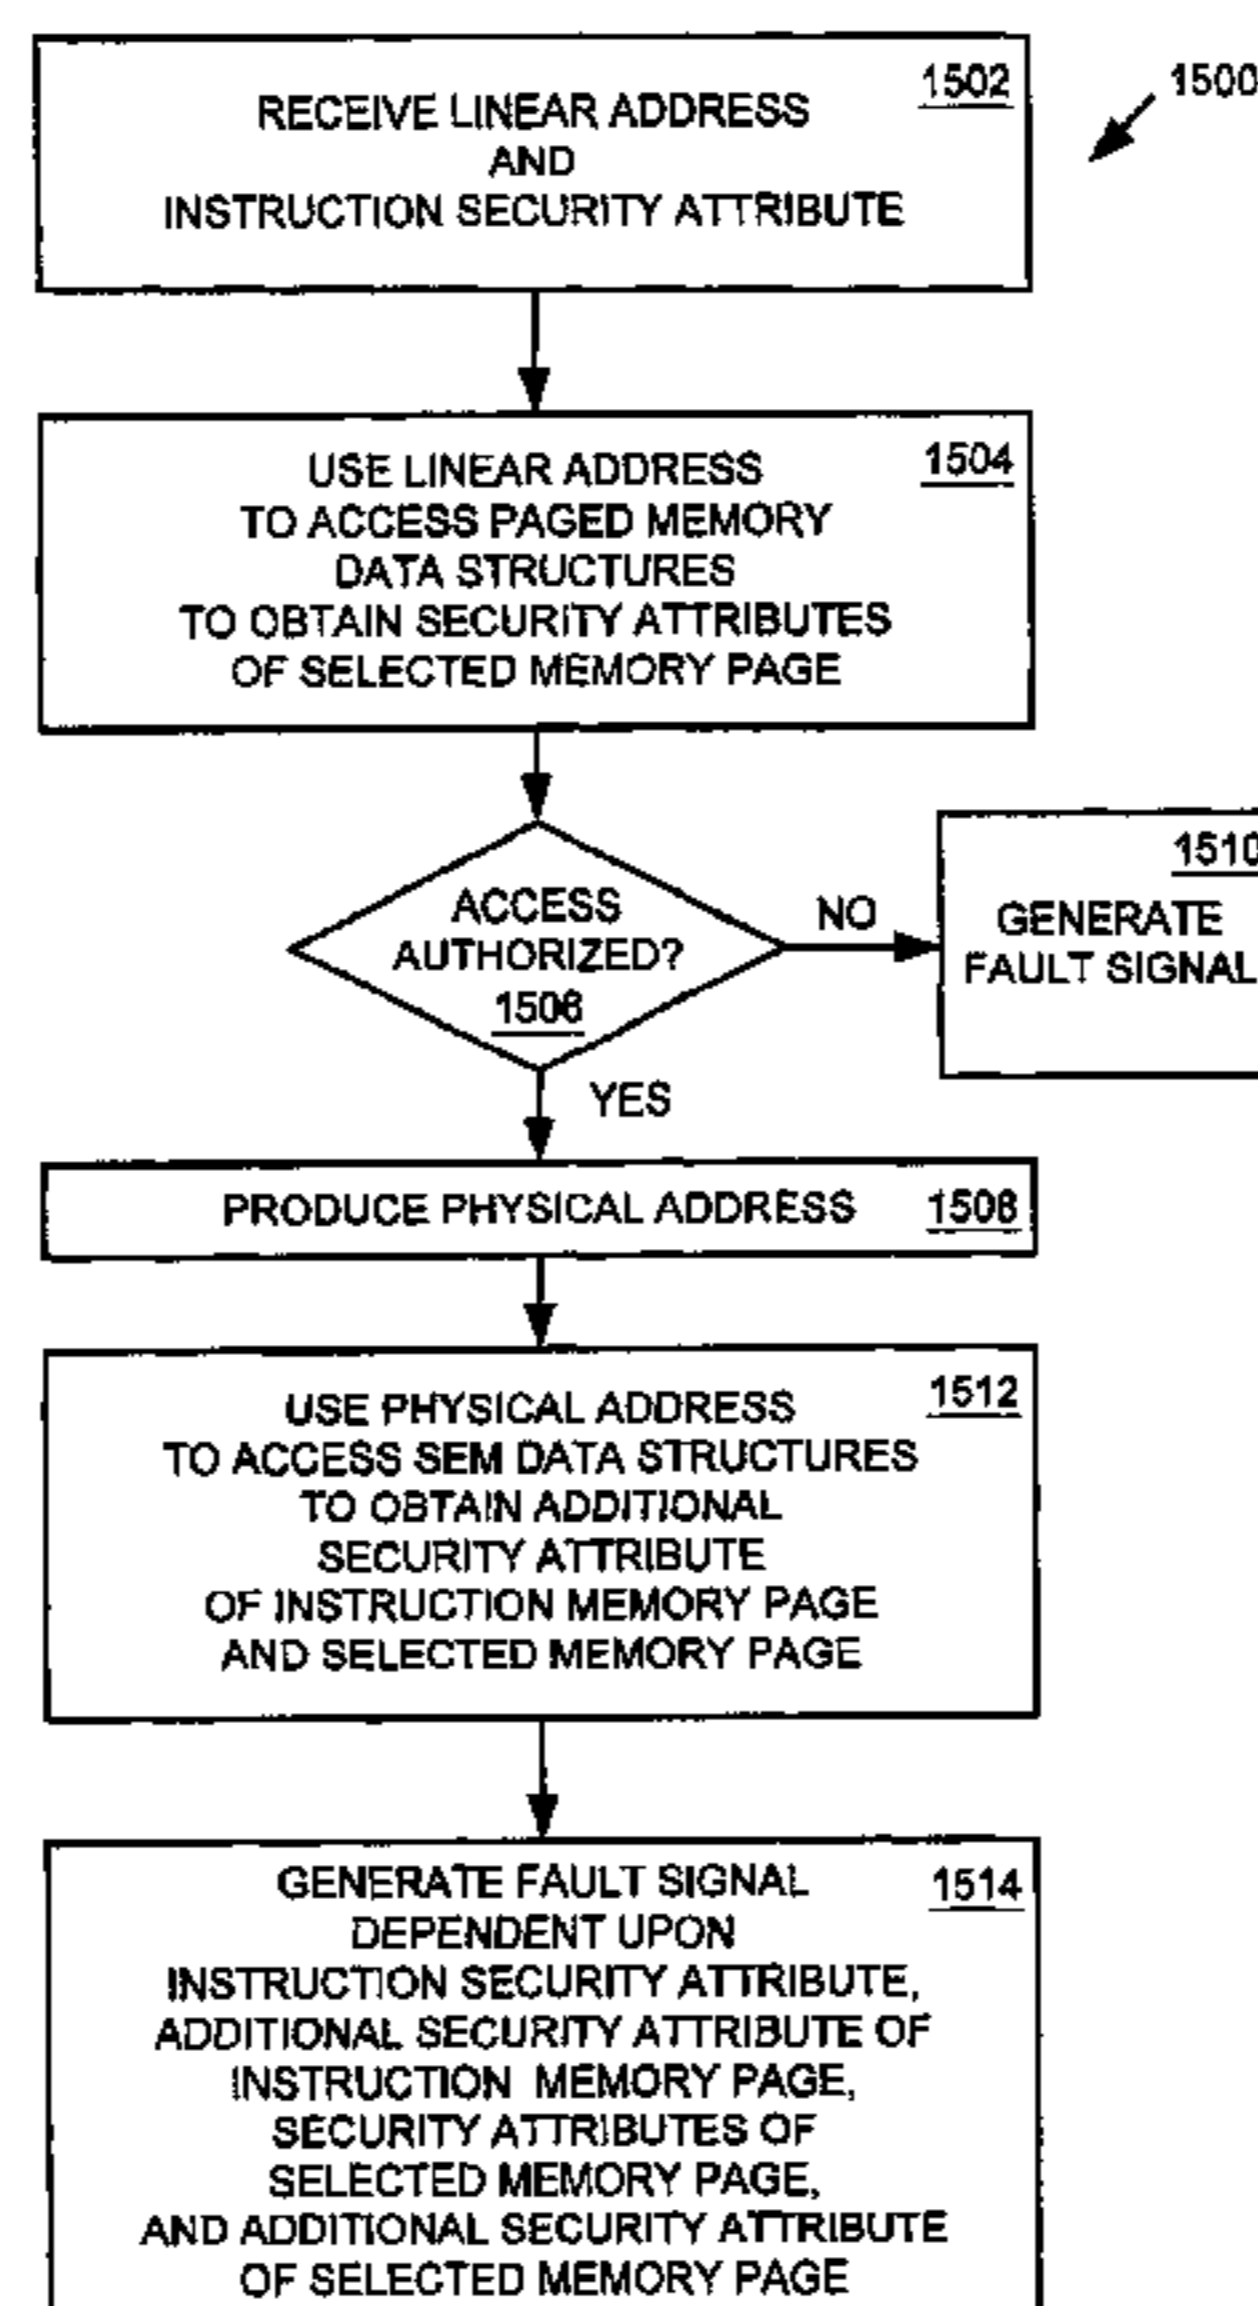 1502
1500
RECEIVE LINEAR ADDRESS
AND
INSTRUCTION SECURITY ATTRIBUTE
1504
USE LINEAR ADDRESS
TO ACCESS PAGED MEMORY
DATA STRUCTURES
TO OBTAIN SECURITY ATTRIBUTES
OF SELECTED MEMORY PAGE
ACCESS
AUTHORIZED?
1506
NO
1510
GENERATE
FAULT SIGNAL
YES
PRODUCE PHYSICAL ADDRESS
1508
1512
USE PHYSICAL ADDRESS
TO ACCESS SEM DATA STRUCTURES
TO OBTAIN ADDITIONAL
SECURITY ATTRIBUTE
OF INSTRUCTION MEMORY PAGE
AND SELECTED MEMORY PAGE
1514
GENERATE FAULT SIGNAL
DEPENDENT UPON
INSTRUCTION SECURITY ATTRIBUTE,
ADDITIONAL SECURITY ATTRIBUTE OF
INSTRUCTION MEMORY PAGE,
SECURITY ATTRIBUTES OF
SELECTED MEMORY PAGE,
AND ADDITIONAL SECURITY ATTRIBUTE
OF SELECTED MEMORY PAGE